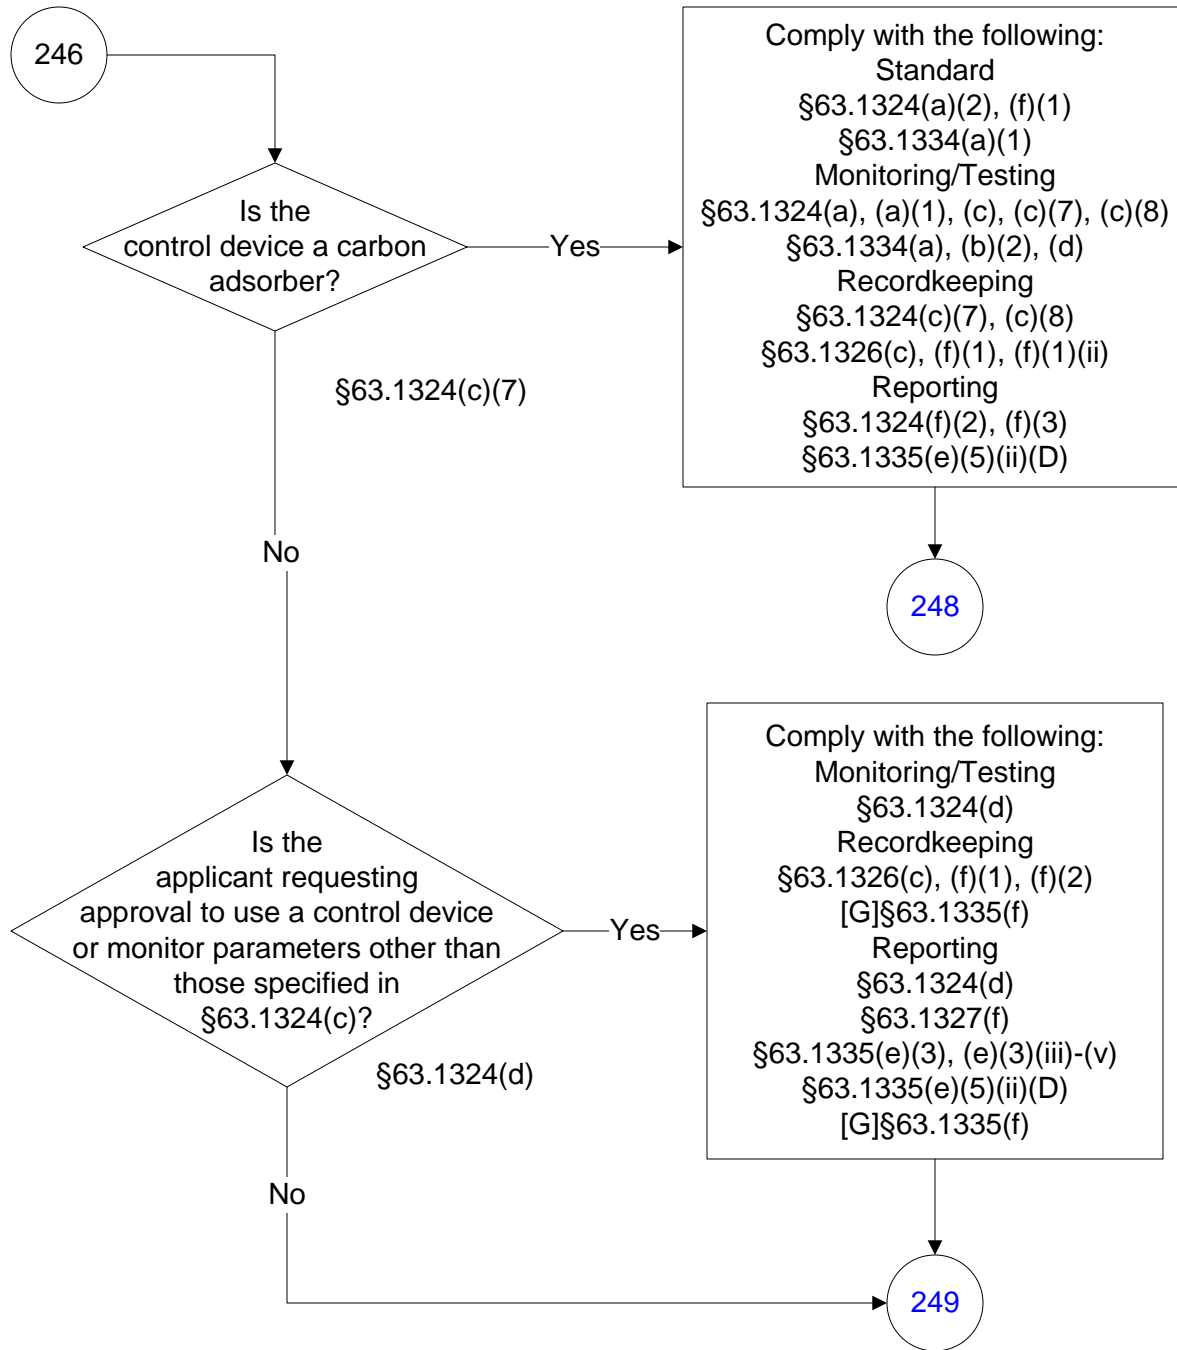 246
Is the
control device a carbon
adsorber?
Yes
Comply with the following:
Standard
§63.1324(a)(2), (f)(1)
§63.1334(a)(1)
Monitoring/Testing
§63.1324(a), (a)(1), (c), (c)(7), (c)(8)
§63.1334(a), (b)(2), (d)
Recordkeeping
§63.1324(c)(7), (c)(8)
§63.1326(c), (f)(1), (f)(1)(ii)
Reporting
§63.1324(f)(2), (f)(3)
§63.1335(e)(5)(ii)(D)
§63.1324(c)(7)
No
248
Is the
applicant requesting
approval to use a control device
or monitor parameters other than
those specified in
§63.1324(c)?
Yes
Comply with the following:
Monitoring/Testing
§63.1324(d)
Recordkeeping
§63.1326(c), (f)(1), (f)(2)
[G]§63.1335(f)
Reporting
§63.1324(d)
§63.1327(f)
§63.1335(e)(3), (e)(3)(iii)-(v)
§63.1335(e)(5)(ii)(D)
[G]§63.1335(f)
§63.1324(d)
No
249